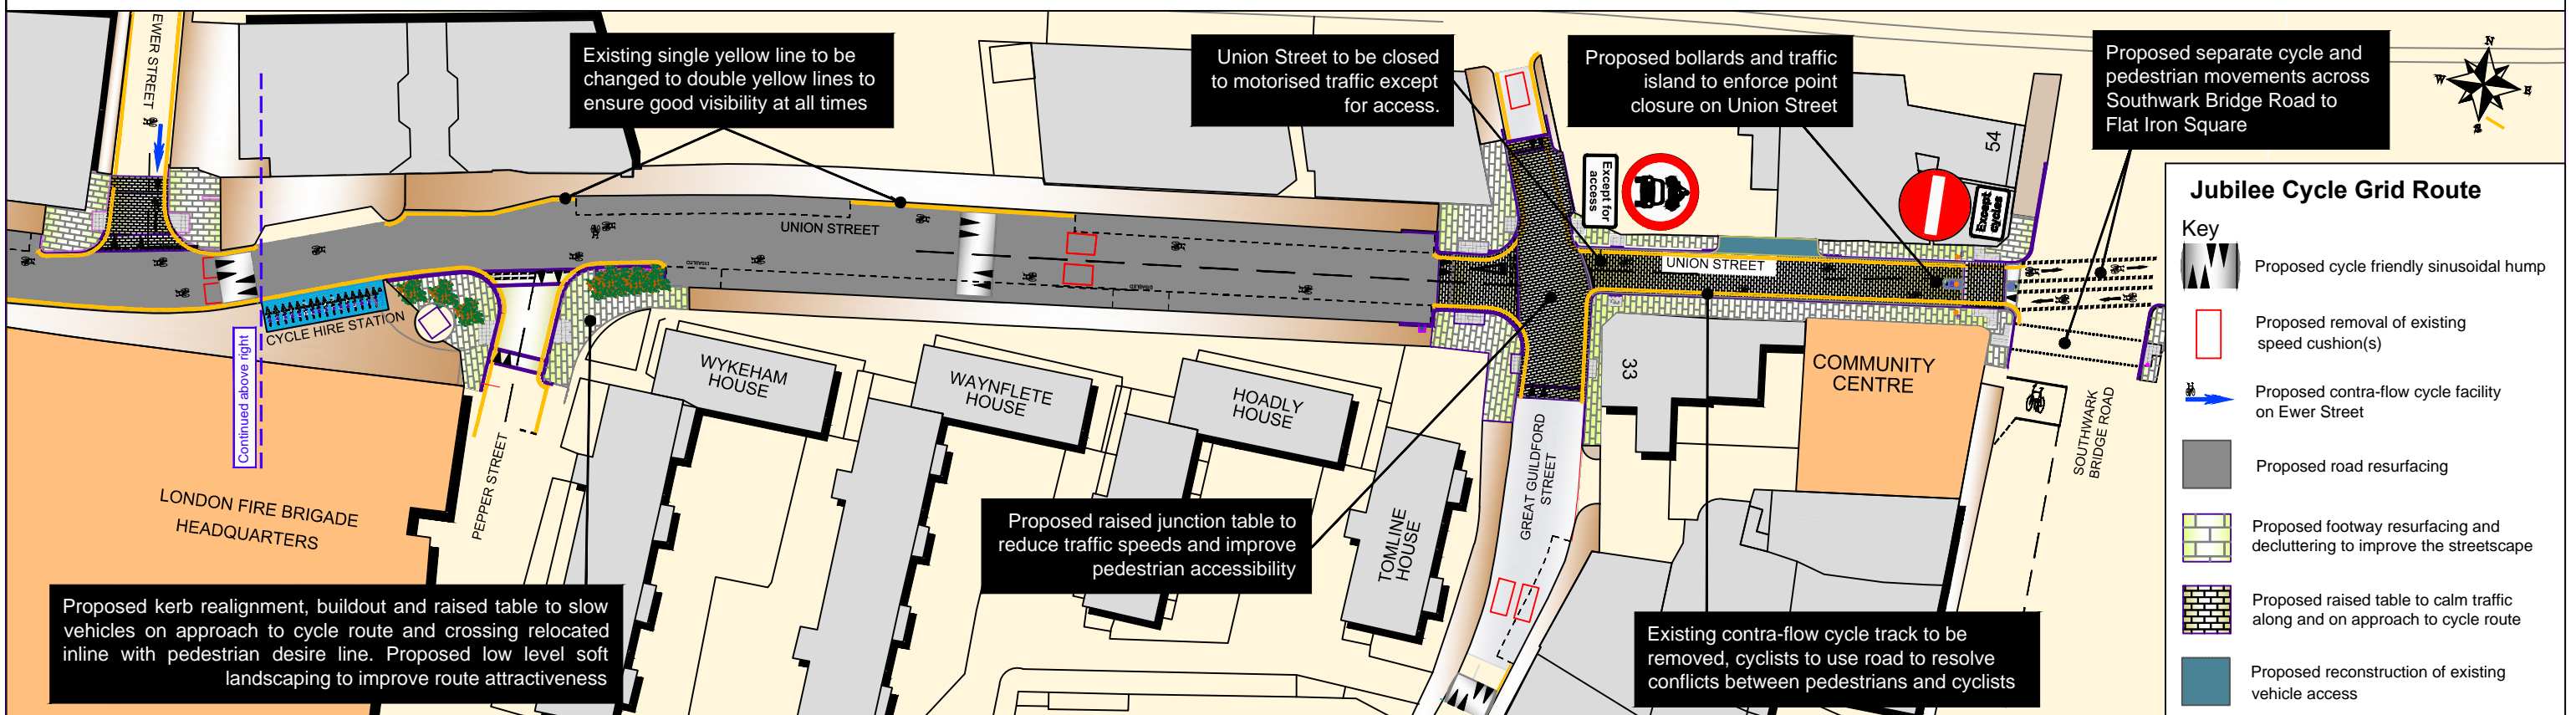 EWER STREET
Existing single yellow line to be
changed to double yellow lines to
ensure good visibility at all times
Union Street to be closed
to motorised traffic except
for access.
Proposed bollards and traffic
island to enforce point
closure on Union Street
Proposed separate cycle and
pedestrian movements across
Southwark Bridge Road to
Flat Iron Square
N
W
E
S
54
Except for
access
Except
cycles
UNION STREET
UNION STREET
DISABLED
DISABLED
CYCLE HIRE STATION
Continued above right
WYKEHAM
HOUSE
WAYNFLETE
HOUSE
HOADLY
HOUSE
TOMLINE
HOUSE
33
COMMUNITY
CENTRE
GREAT GUILDFORD
STREET
SOUTHWARK
BRIDGE ROAD
PEPPER STREET
LONDON FIRE BRIGADE
HEADQUARTERS
Proposed raised junction table to
reduce traffic speeds and improve
pedestrian accessibility
Proposed kerb realignment, buildout and raised table to slow
vehicles on approach to cycle route and crossing relocated
inline with pedestrian desire line. Proposed low level soft
landscaping to improve route attractiveness
Existing contra-flow cycle track to be
removed, cyclists to use road to resolve
conflicts between pedestrians and cyclists
Jubilee Cycle Grid Route
Key
Proposed cycle friendly sinusoidal hump
Proposed removal of existing
speed cushion(s)
Proposed contra-flow cycle facility
on Ewer Street
Proposed road resurfacing
Proposed footway resurfacing and
decluttering to improve the streetscape
Proposed raised table to calm traffic
along and on approach to cycle route
Proposed reconstruction of existing
vehicle access